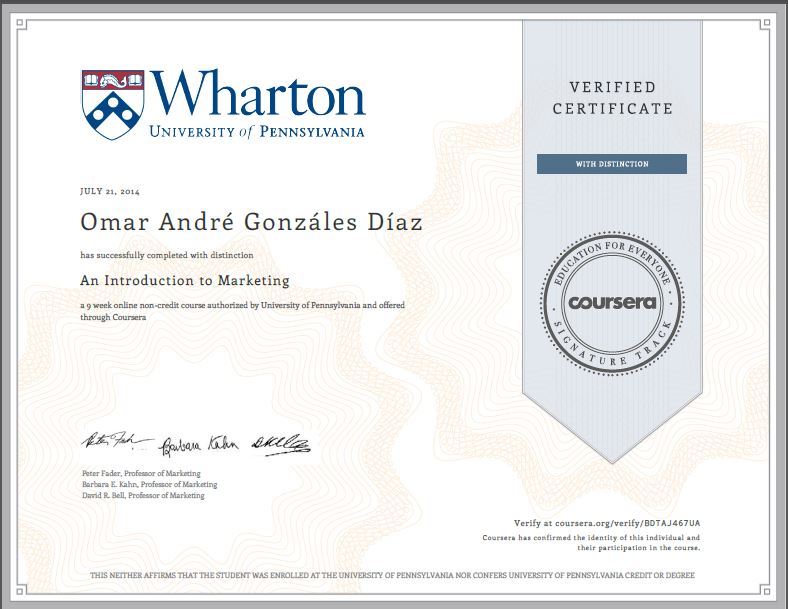 Wharton
UNIVERSITY of PENNSYLVANIA
VERIFIED
CERTIFICATE
WITH DISTINCTION
JULY 21, 2014
Omar André Gonzáles Díaz
has successfully completed with distinction
An Introduction to Marketing
a 9 week online non-credit course authorized by University of Pennsylvania and offered
through Coursera
EDUCATION FOR EVERYONE
coursera
SIGNATURE TRACK
Peter Fader
Barbara Kahn
Peter Fader, Professor of Marketing
Barbara E. Kahn, Professor of Marketing
David R. Bell, Professor of Marketing
Verify at coursera.org/verify/BDTAJ467UA
Coursera has confirmed the identity of this individual and
their participation in the course.
THIS NEITHER AFFIRMS THAT THE STUDENT WAS ENROLLED AT THE UNIVERSITY OF PENNSYLVANIA NOR CONFERS UNIVERSITY OF PENNSYLVANIA CREDIT OR DEGREE